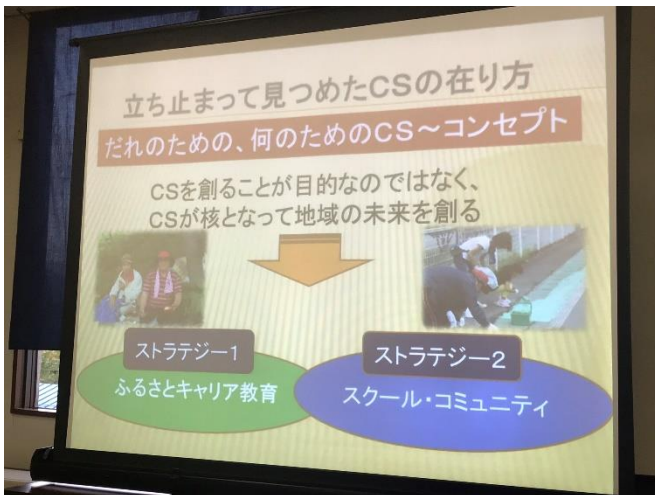 立ち止まって見つめたCSの在り方
だれのための、何のためのCS～コンセプト
CSを創ることが目的なのではなく、
CSが核となって地域の未来を創る
ストラテジー1
ふるさとキャリア教育
ストラテジー2
スクール・コミュニティ